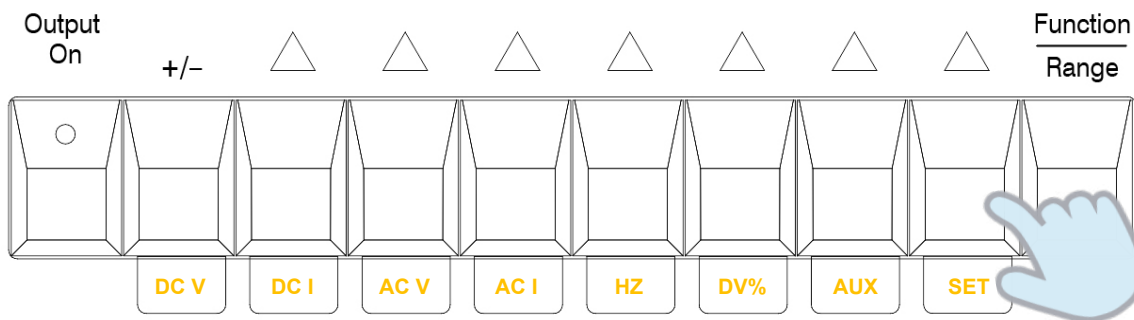 Output
On
+/−
Function
Range
DC V
DC I
AC V
AC I
HZ
DV%
AUX
SET